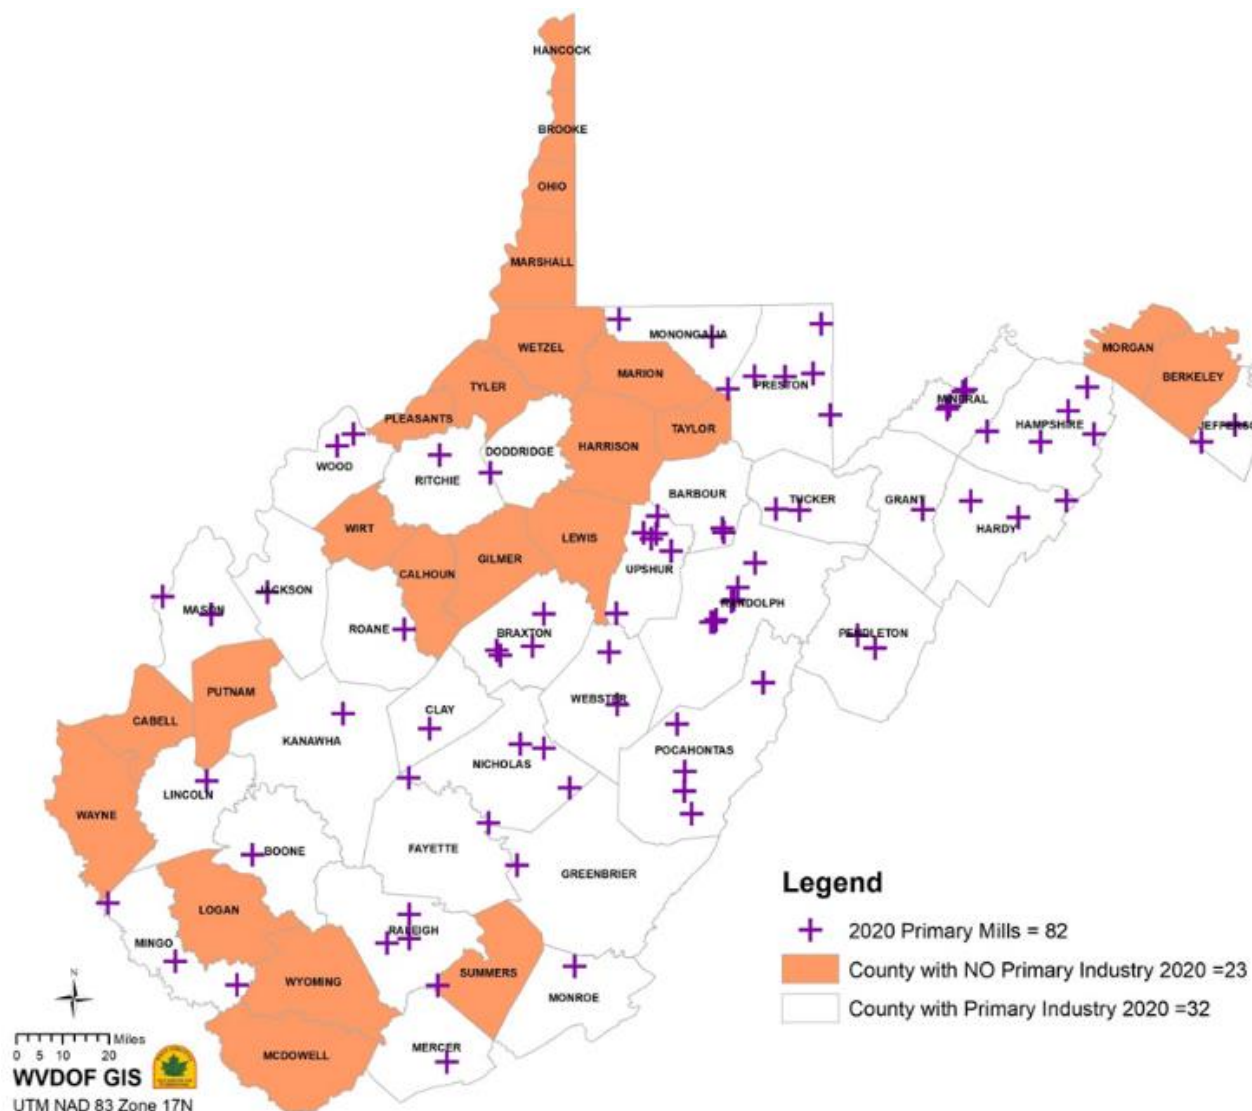 HANCOCK
BROOKE
OHIO
MARSHALL
WETZEL
MONONGALIA
MORGAN
MARION
TYLER
PRESTON
BERKELEY
MINERAL
PLEASANTS
TAYLOR
HAMPSHIRE
JEFFERSO
HARRISON
DODDRIDGE
WOOD
RITCHIE
BARBOUR
TUCKER
GRANT
WIRT
HARDY
LEWIS
GILMER
UPSHUR
CALHOUN
JACKSON
RANDOLPH
MASON
ROANE
BRAXTON
PENDLETON
PUTNAM
WEBSTER
CLAY
CABELL
KANAWHA
POCAHONTAS
NICHOLAS
LINCOLN
WAYNE
FAYETTE
BOONE
GREENBRIER
Legend
LOGAN
RALEIGH
2020 Primary Mills = 82
MINGO
SUMMERS
County with NO Primary Industry 2020 =23
WYOMING
MONROE
County with Primary Industry 2020 =32
N
Miles
0 5 10 20
MERCER
MCDOWELL
WVDOF GIS
UTM NAD 83 Zone 17N